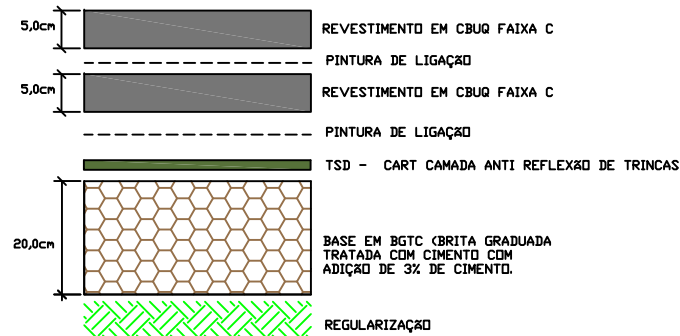 5,0cm REVESTIMENTO EM CBUQ FAIXA C
PINTURA DE LIGAÇÃO
5,0cm REVESTIMENTO EM CBUQ FAIXA C
PINTURA DE LIGAÇÃO
TSD - CART CAMADA ANTI REFLEXÃO DE TRINCAS
20,0cm
BASE EM BGTC (BRITA GRADUADA
TRATADA COM CIMENTO COM
ADIÇÃO DE 3% DE CIMENTO.
REGULARIZAÇÃO